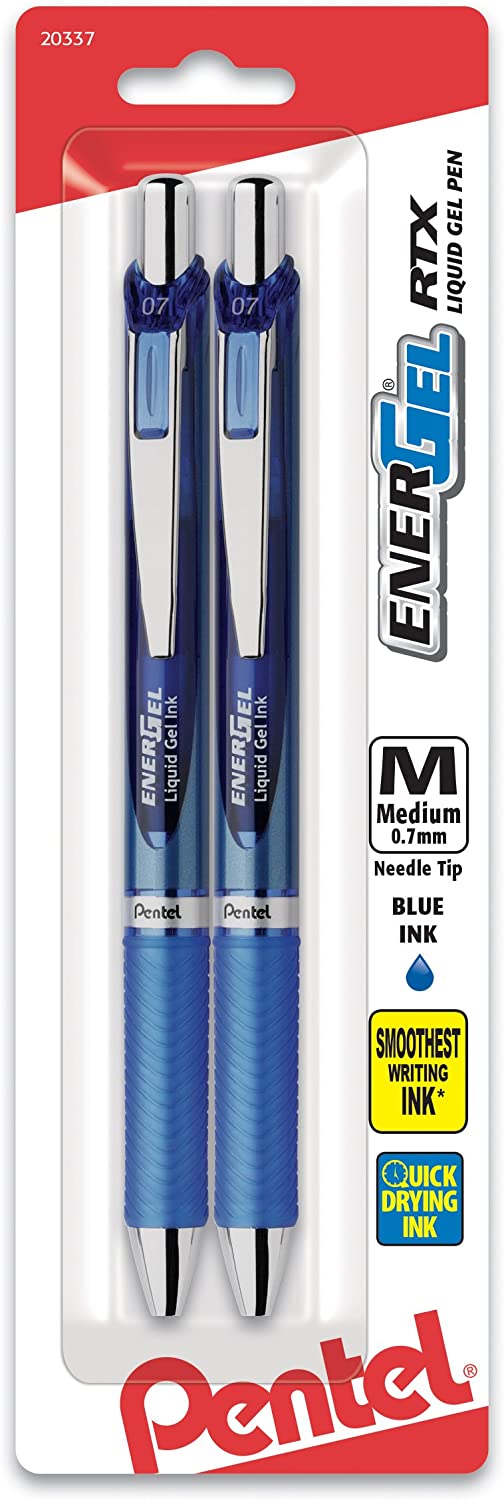 20337
07
07
ENERGEL
Liquid Gel Ink
ENERGEL
Liquid Gel Ink
Pentel
Pentel
ENERGEL® RTX
LIQUID GEL PEN
M
Medium
0.7mm
Needle Tip
BLUE
INK
SMOOTHEST
WRITING
INK*
QUICK
DRYING
INK
Pentel®